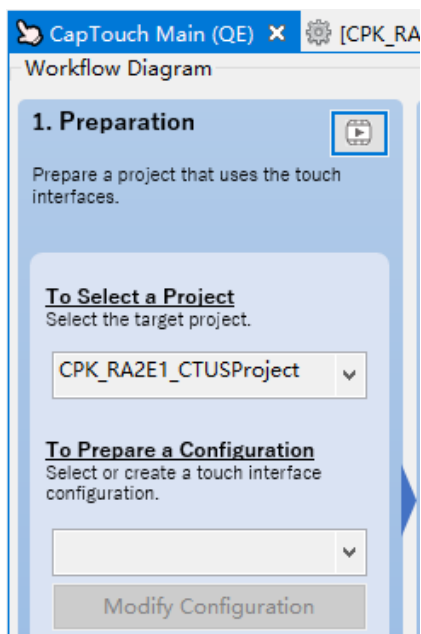 CapTouch Main (QE)
[CPK_RA
Workflow Diagram
1. Preparation
Prepare a project that uses the touch
interfaces.
To Select a Project
Select the target project.
CPK_RA2E1_CTUSProject
To Prepare a Configuration
Select or create a touch interface
configuration.
Modify Configuration